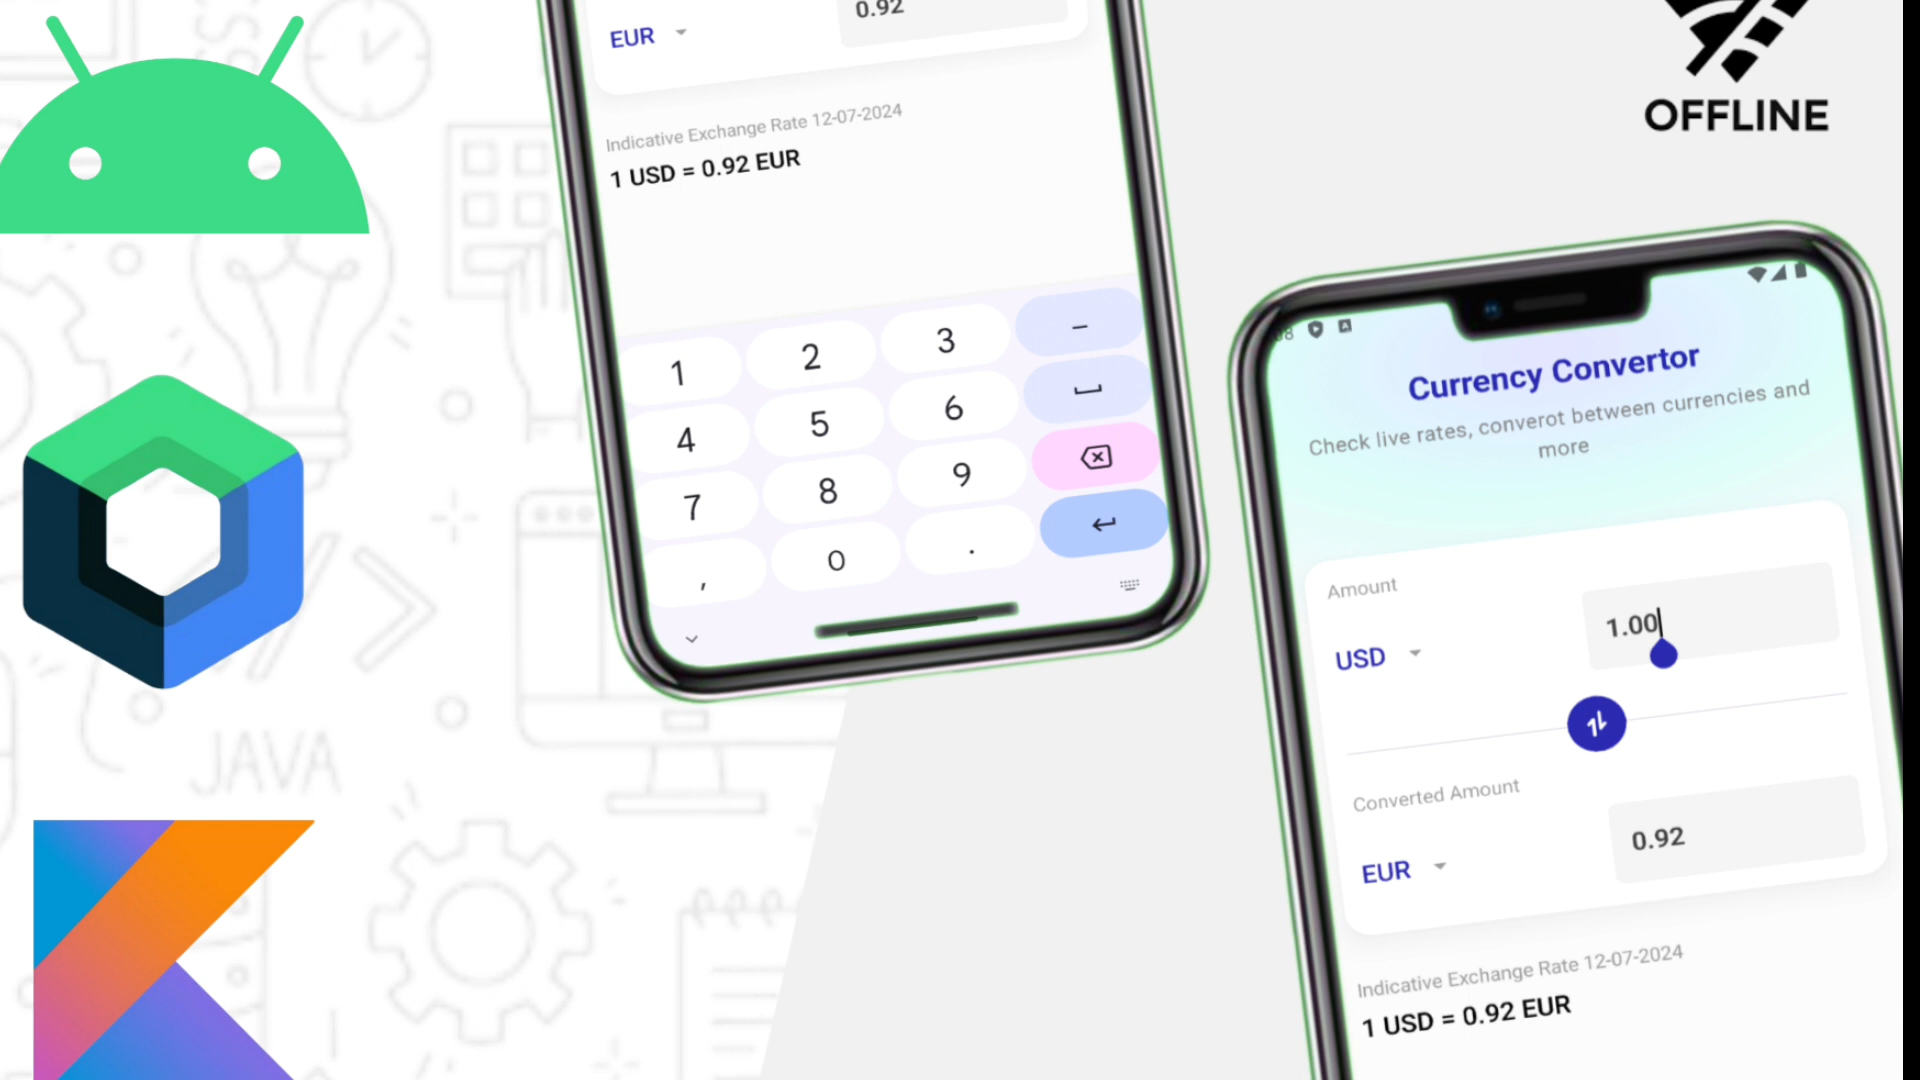 EUR
0.92
Indicative Exchange Rate 12-07-2024
1 USD = 0.92 EUR
1 2 3 –
4 5 6
7 8 9
, 0 .
OFFLINE
Currency Convertor
Check live rates, converot between currencies and
more
Amount
USD
1.00
Converted Amount
EUR
0.92
Indicative Exchange Rate 12-07-2024
1 USD = 0.92 EUR
JAVA